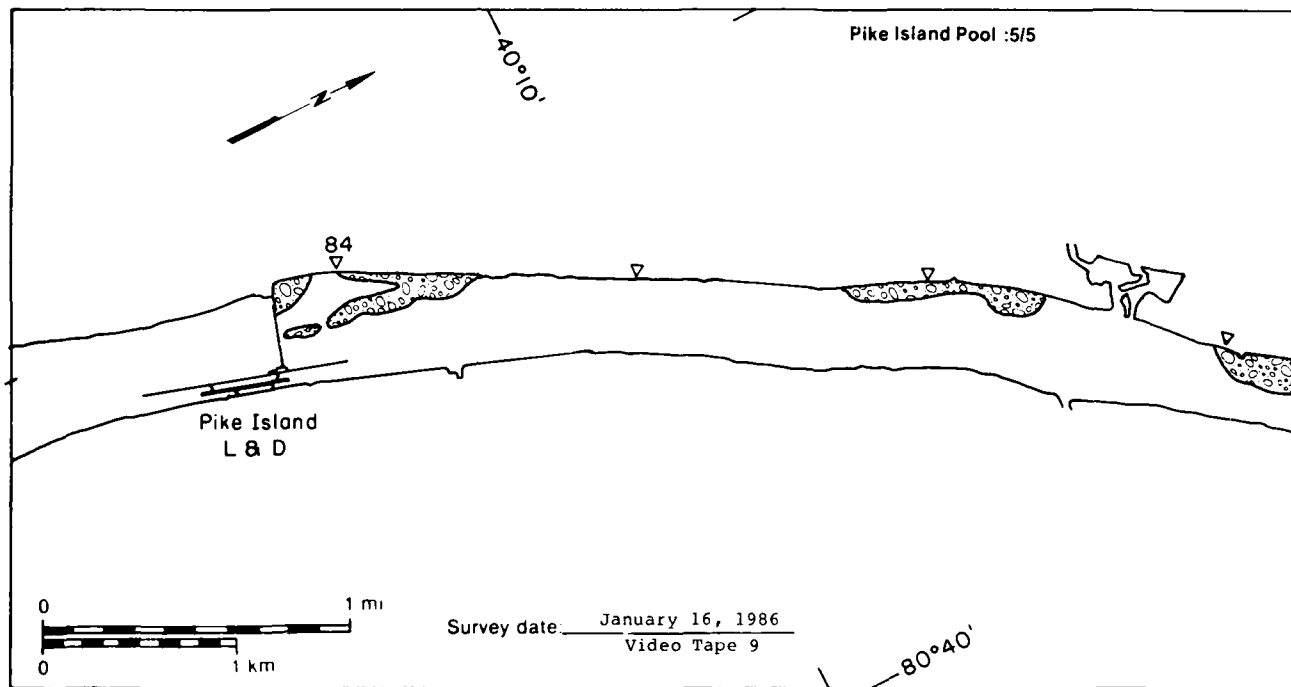 Pike Island Pool :5/5
40°10'
N
84
Pike Island
L & D
0 1 mi
0 1 km
Survey date: January 16, 1986
Video Tape 9
80°40'